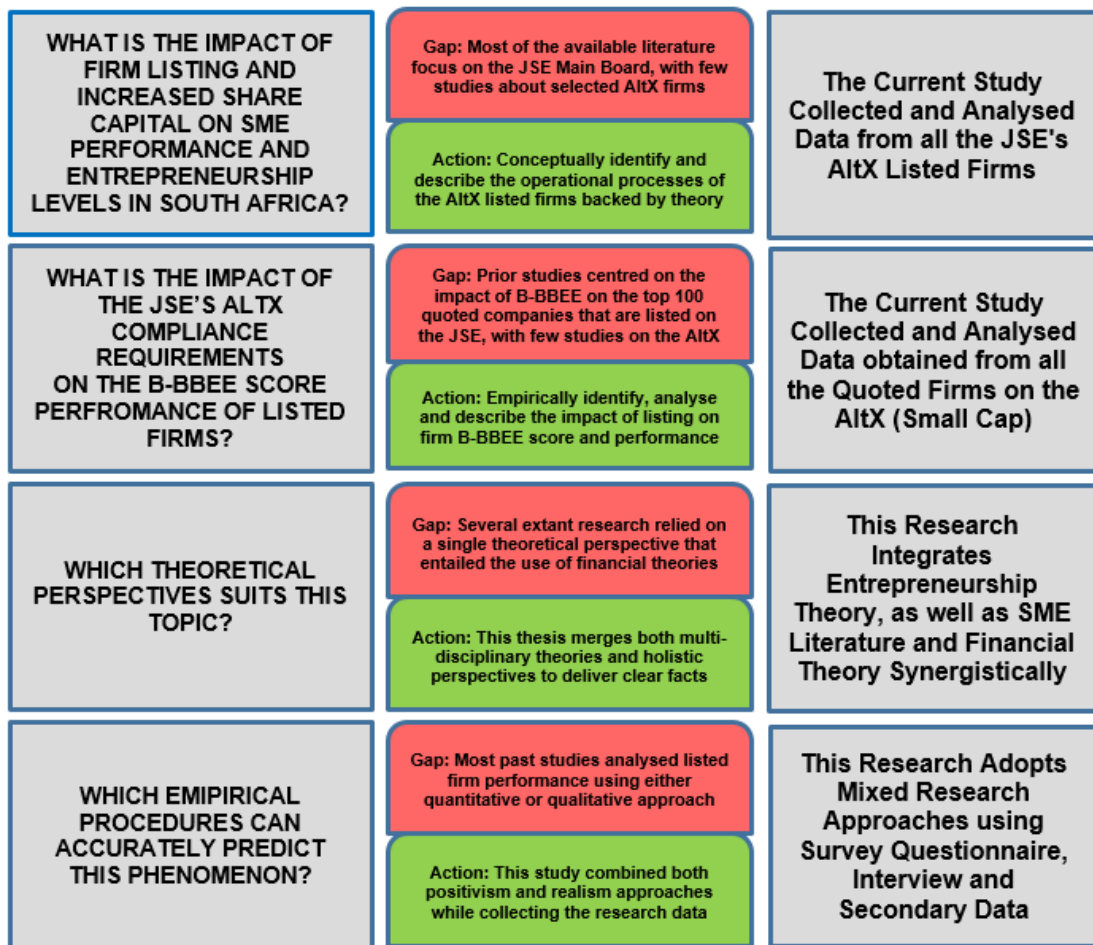 WHAT IS THE IMPACT OF
FIRM LISTING AND
INCREASED SHARE
CAPITAL ON SME
PERFORMANCE AND
ENTREPRENEURSHIP
LEVELS IN SOUTH AFRICA?
Gap: Most of the available literature
focus on the JSE Main Board, with few
studies about selected AltX firms
Action: Conceptually identify and
describe the operational processes of
the AltX listed firms backed by theory
The Current Study
Collected and Analysed
Data from all the JSE's
AltX Listed Firms
WHAT IS THE IMPACT OF
THE JSE’S ALTX
COMPLIANCE
REQUIREMENTS
ON THE B-BBEE SCORE
PERFROMANCE OF LISTED
FIRMS?
Gap: Prior studies centred on the
impact of B-BBEE on the top 100
quoted companies that are listed on
the JSE, with few studies on the AltX
Action: Empirically identify, analyse
and describe the impact of listing on
firm B-BBEE score and performance
The Current Study
Collected and Analysed
Data obtained from all
the Quoted Firms on the
AltX (Small Cap)
WHICH THEORETICAL
PERSPECTIVES SUITS THIS
TOPIC?
Gap: Several extant research relied on
a single theoretical perspective that
entailed the use of financial theories
Action: This thesis merges both multi-
disciplinary theories and holistic
perspectives to deliver clear facts
This Research
Integrates
Entrepreneurship
Theory, as well as SME
Literature and Financial
Theory Synergistically
WHICH EMIPIRICAL
PROCEDURES CAN
ACCURATELY PREDICT
THIS PHENOMENON?
Gap: Most past studies analysed listed
firm performance using either
quantitative or qualitative approach
Action: This study combined both
positivism and realism approaches
while collecting the research data
This Research Adopts
Mixed Research
Approaches using
Survey Questionnaire,
Interview and
Secondary Data